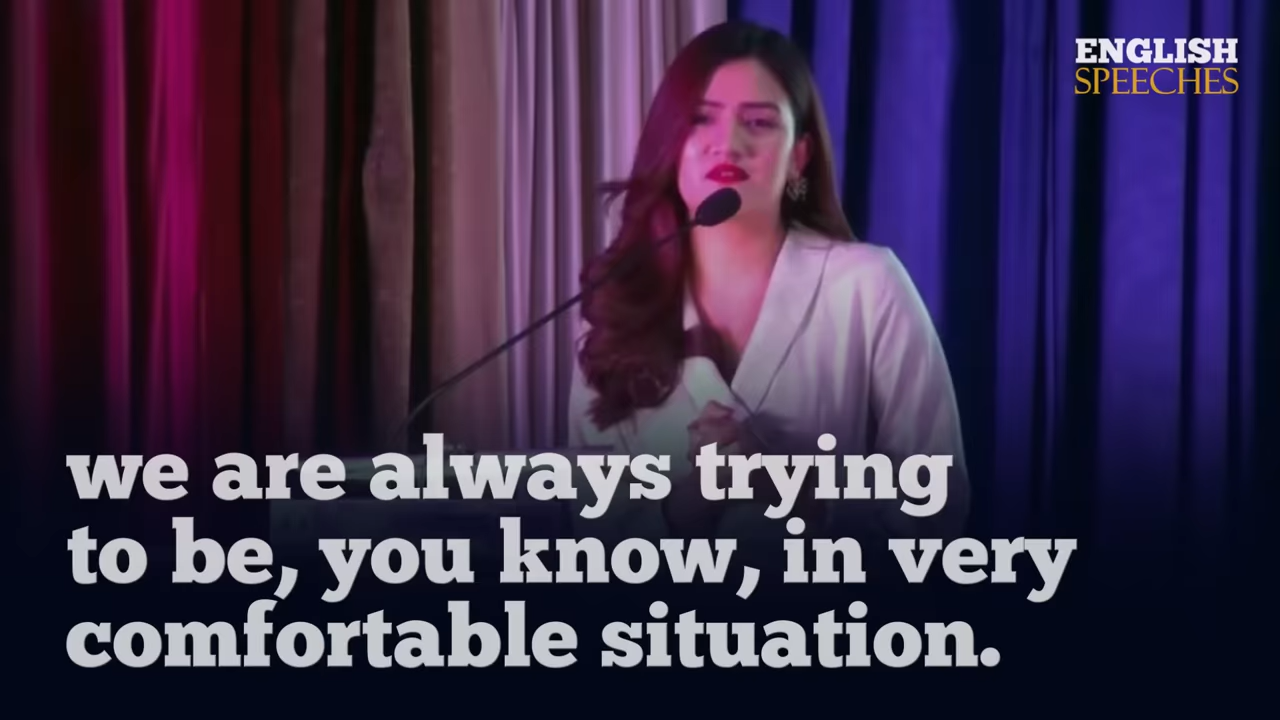 ENGLISH
SPEECHES
we are always trying
to be, you know, in very
comfortable situation.